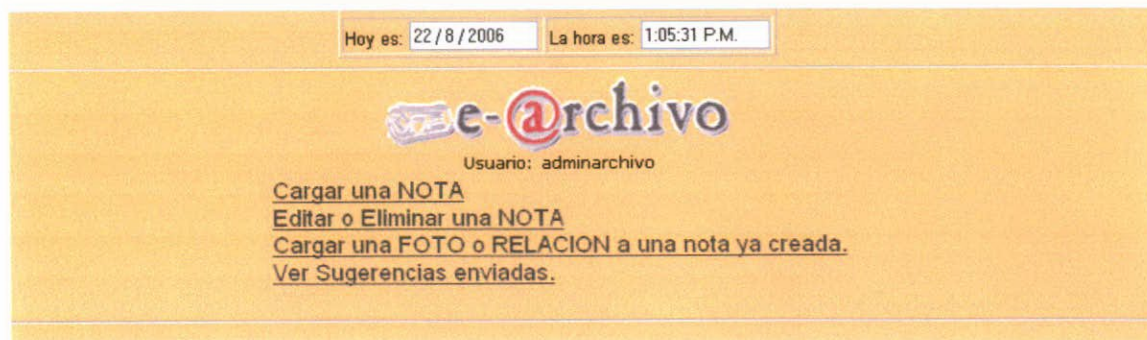 Hoy es: 22 / 8 / 2006 La hora es: 1:05:31 P.M.
e-@rchivo
Usuario: adminarchivo
Cargar una NOTA
Editar o Eliminar una NOTA
Cargar una FOTO o RELACION a una nota ya creada.
Ver Sugerencias enviadas.